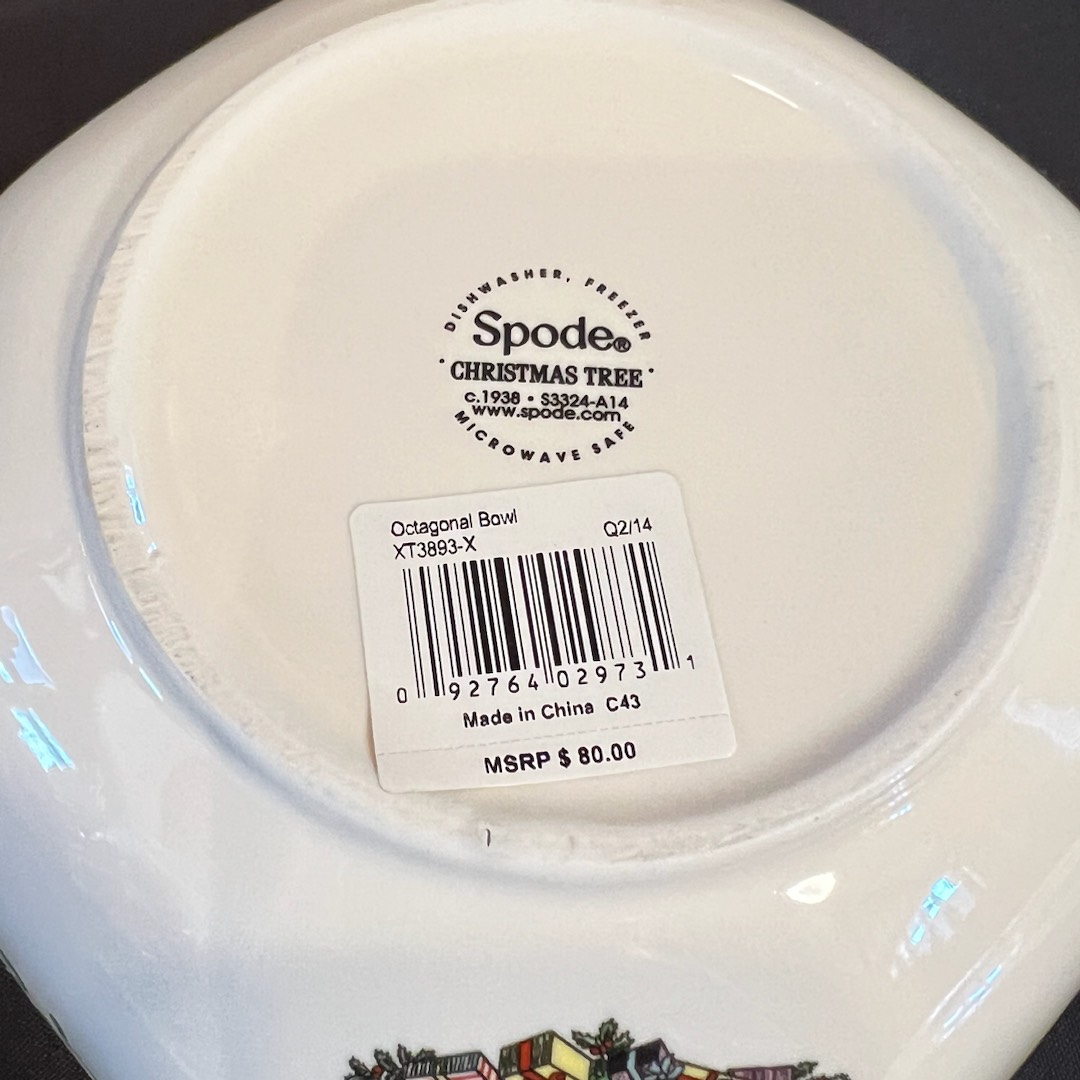 DISHWASHER, FREEZER
Spode®
· CHRISTMAS TREE ·
c.1938 • S3324-A14
www.spode.com
MICROWAVE SAFE
Octagonal Bowl
XT3893-X Q2/14
0 92764 02973 1
Made in China C43
MSRP $ 80.00